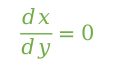 dx/dy = 0